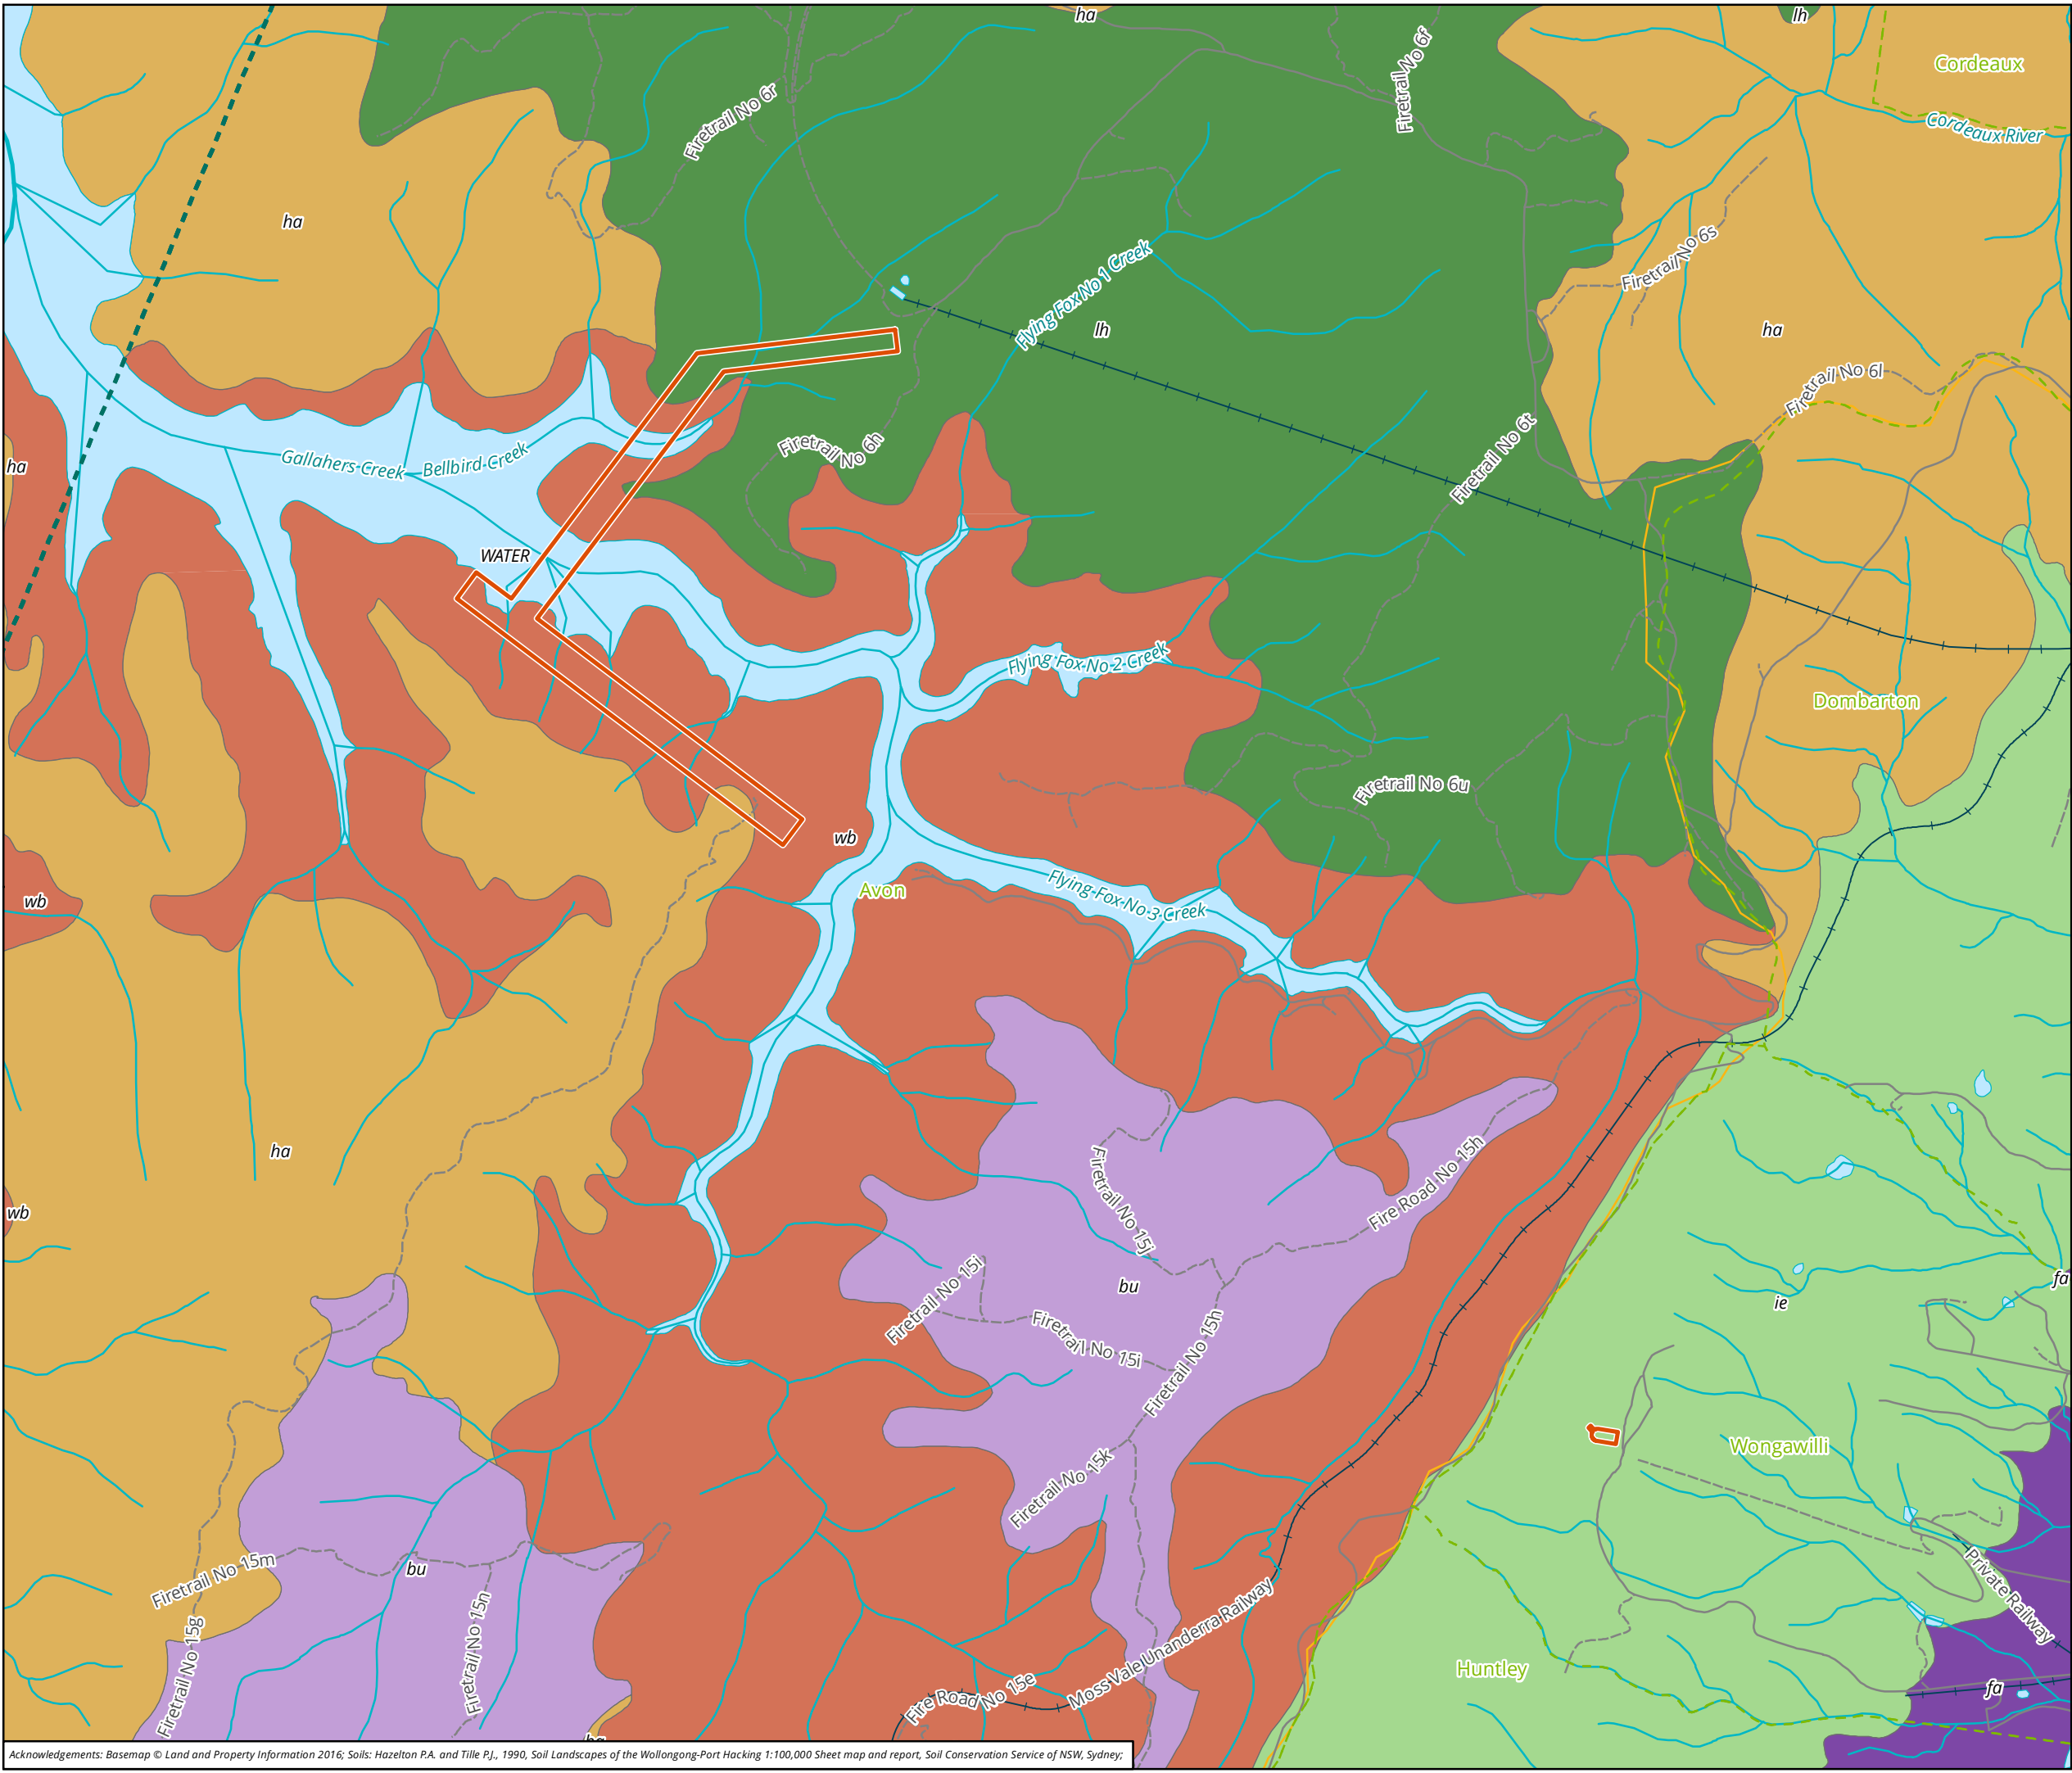 ha
lh
Cordeaux
Firetrail No 6f
Firetrail No 6r
Cordeaux River
ha
Firetrail No 6s
Flying Fox No 1 Creek
lh
ha
Firetrail No 6l
Firetrail No 6h
Firetrail No 6t
ha
Gallahers Creek
Bellbird Creek
WATER
Flying Fox No 2 Creek
Dombarton
Firetrail No 6u
wb
Avon
Flying Fox No 3 Creek
wb
ha
Firetrail No 15j
Fire Road No 15h
wb
Firetrail No 15i
bu
fa
ie
Firetrail No 15i
Firetrail No 15h
Wongawilli
Firetrail No 15k
Firetrail No 15m
bu
Private Railway
Firetrail No 15n
Firetrail No 15g
Moss Vale Unanderra Railway
Huntley
Fire Road No 15e
fa
ha
Acknowledgements: Basemap © Land and Property Information 2016; Soils: Hazelton P.A. and Tille P.J., 1990, Soil Landscapes of the Wollongong-Port Hacking 1:100,000 Sheet map and report, Soil Conservation Service of NSW, Sydney;